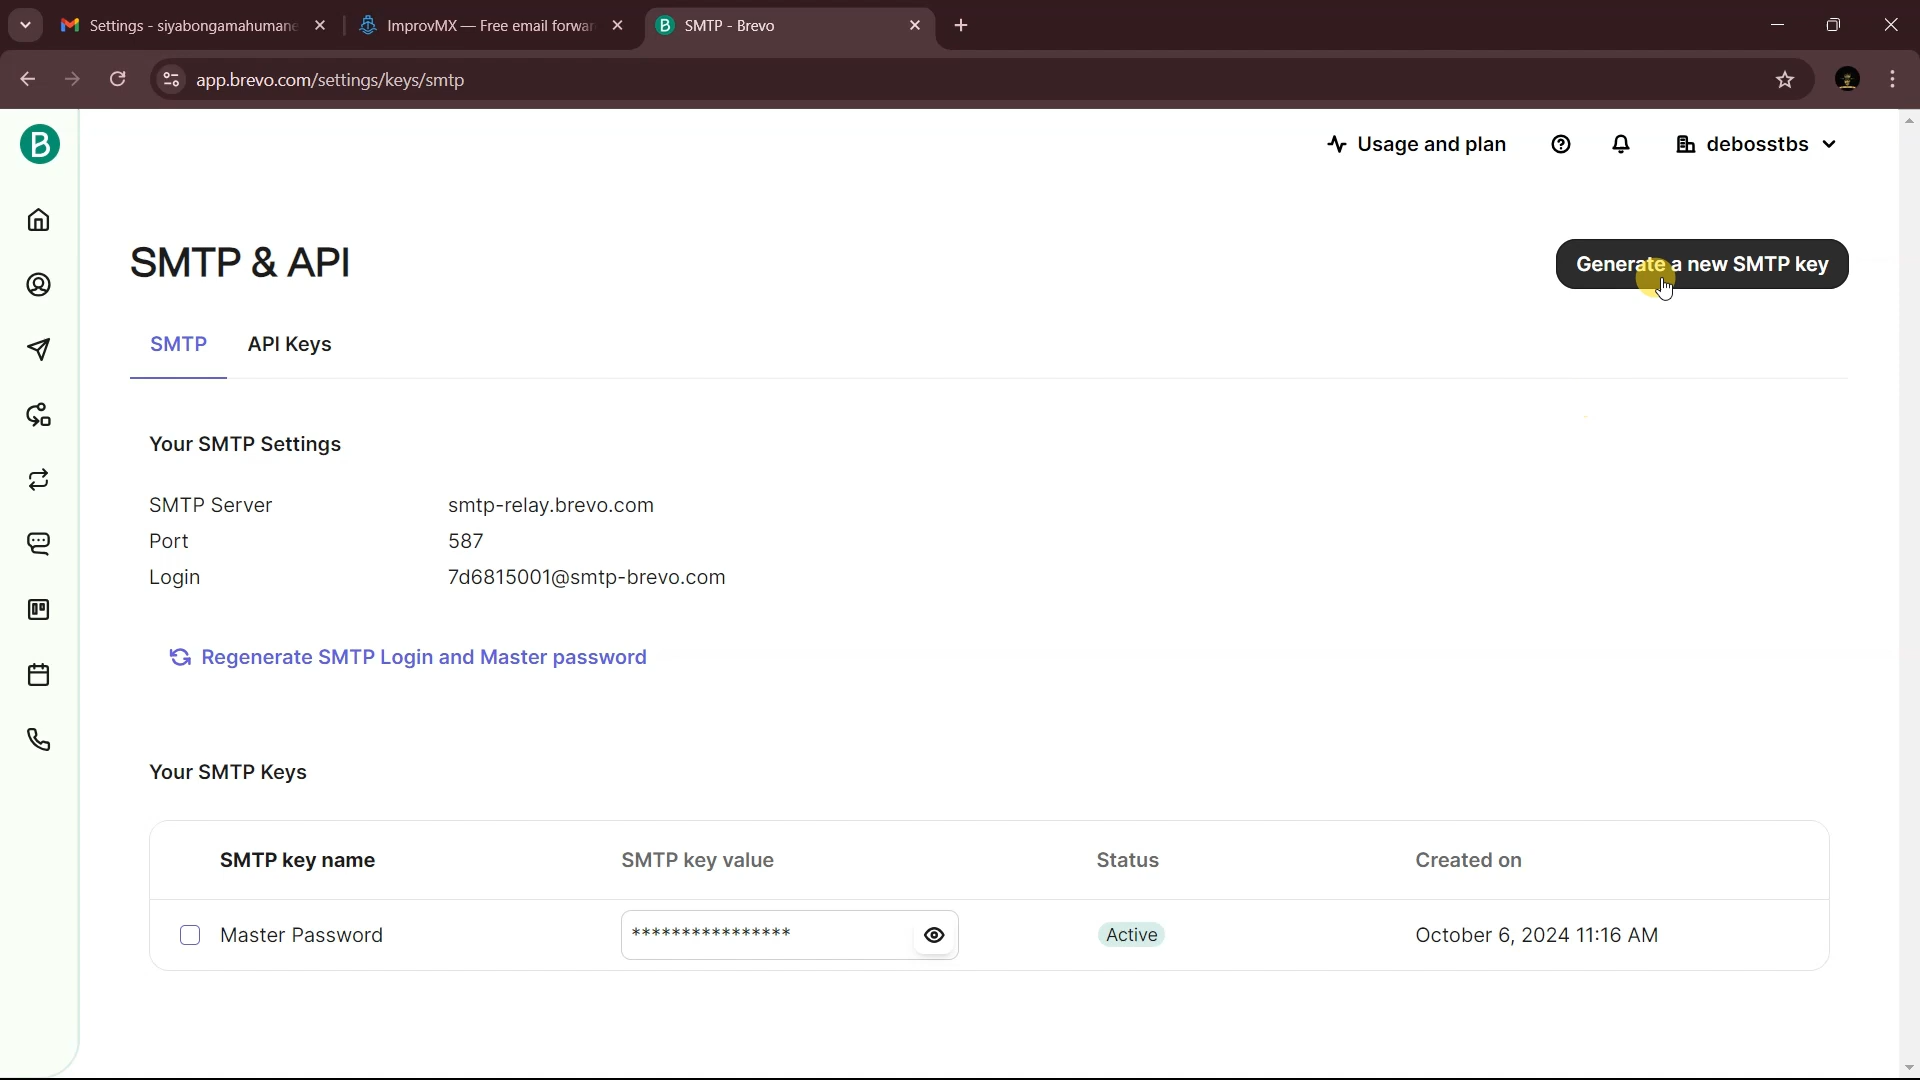 Settings - siyabongamahumane
ImprovMX — Free email forwar
SMTP - Brevo
app.brevo.com/settings/keys/smtp
B
Usage and plan
debosstbs
SMTP & API
Generate a new SMTP key
SMTP
API Keys
Your SMTP Settings
SMTP Server smtp-relay.brevo.com
Port 587
Login 7d6815001@smtp-brevo.com
Regenerate SMTP Login and Master password
Your SMTP Keys
SMTP key name SMTP key value Status Created on
Master Password **************** Active October 6, 2024 11:16 AM